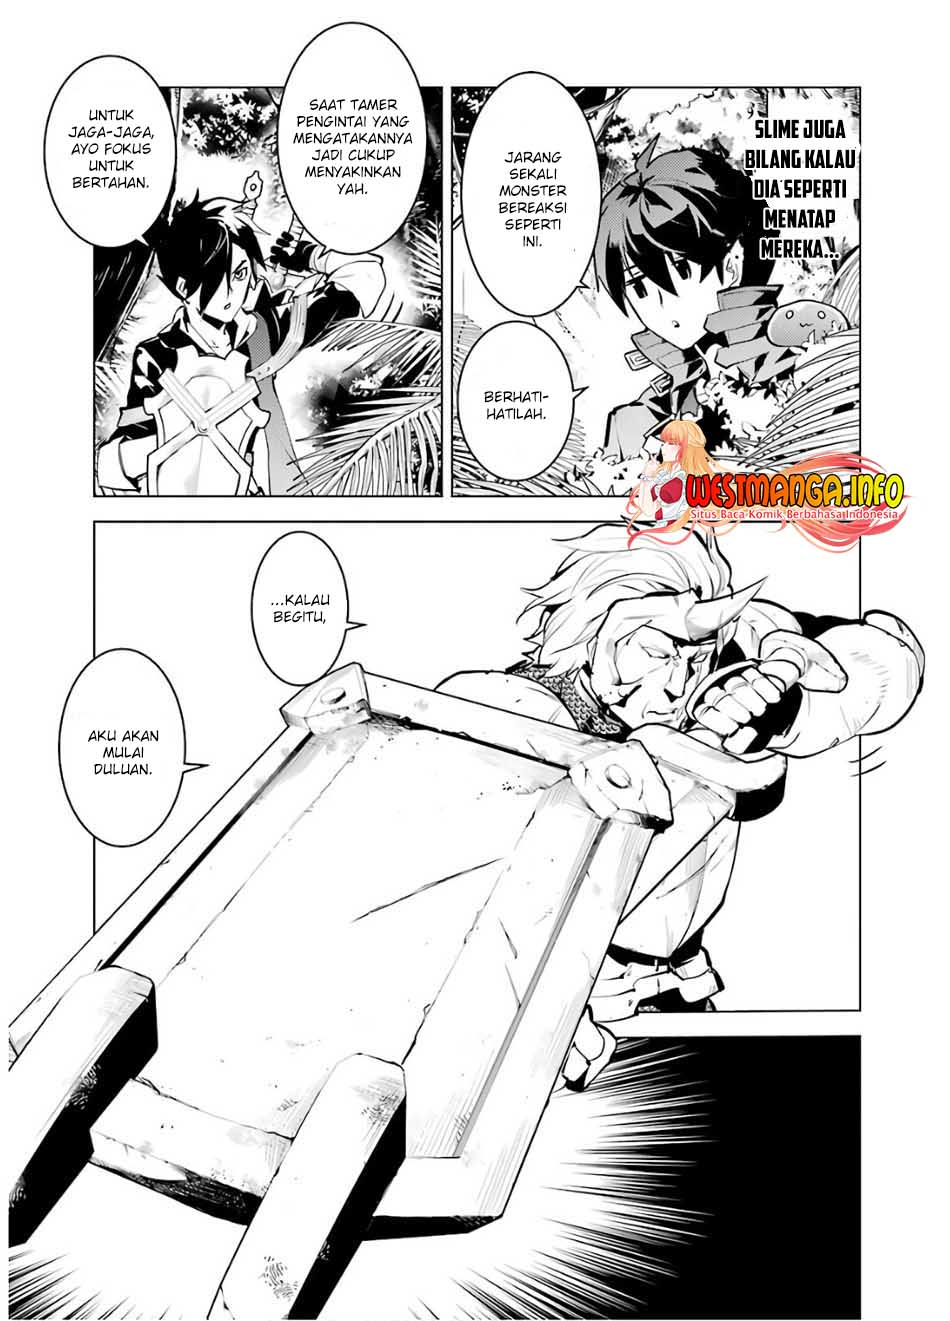 SLIME JUGA
BILANG KALAU
DIA SEPERTI
MENATAP
MEREKA...
JARANG
SEKALI
MONSTER
BEREAKSI
SEPERTI
INI.
BERHATI-
HATILAH.
SAAT TAMER
PENGINTAI YANG
MENGATAKANNYA
JADI CUKUP
MENYAKINKAN
YAH.
UNTUK
JAGA-JAGA,
AYO FOKUS
UNTUK
BERTAHAN.
WESTMANGA.INFO
Situs Baca Komik Berbahasa Indonesia
...KALAU
BEGITU,
AKU AKAN
MULAI
DULUAN.